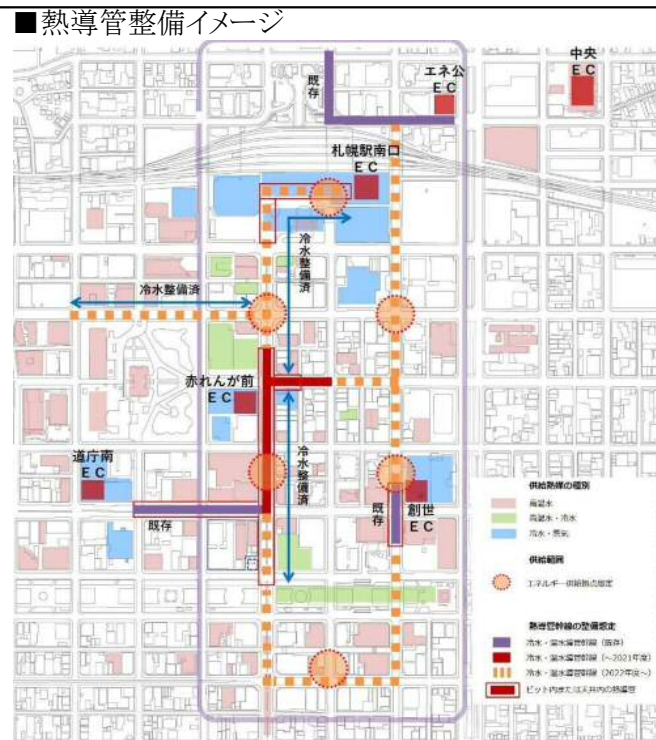 ■熱導管整備イメージ
中央
EC
エネ公
EC
既存
札幌駅南口
EC
冷水整備済
冷水整備済
赤れんが前
EC
冷水整備済
道庁南
EC
既存
既存
創世
EC
供給熱媒の種別
高温水
高温水・冷水
冷水・蒸気
供給範囲
エネルギー供給拠点想定
熱導管幹線の整備想定
冷水・温水導管幹線（既存）
冷水・温水導管幹線（～2021年度）
冷水・温水導管幹線（2022年度～）
ピット内または天井内の熱導管